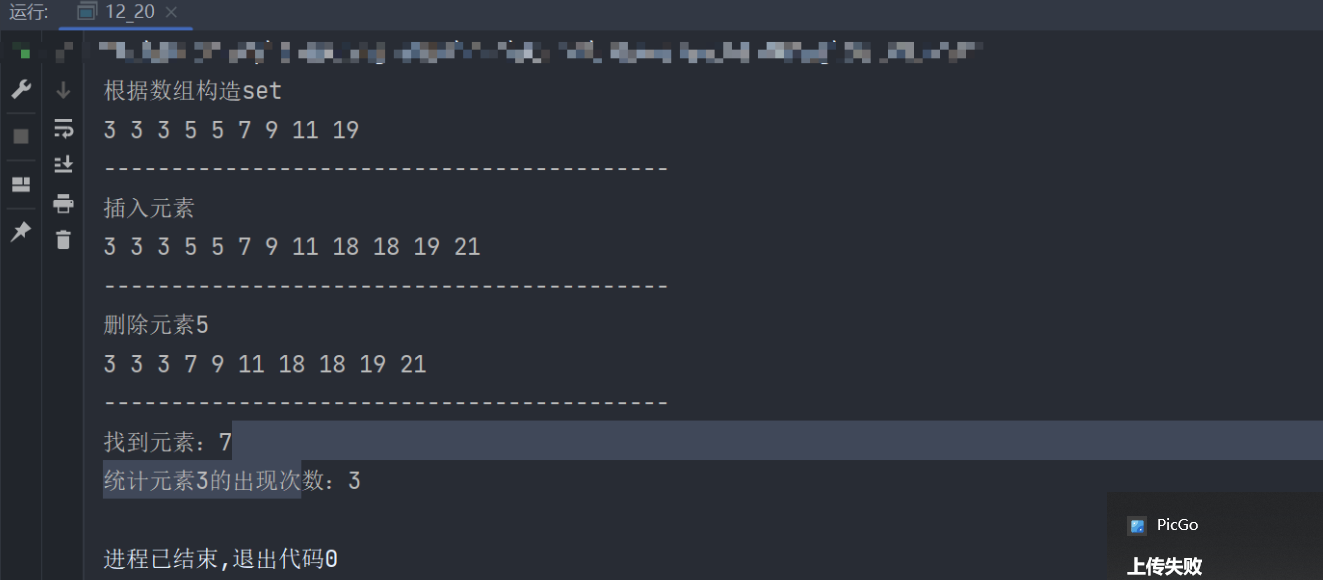 运行: 12_20
根据数组构造set
3 3 3 5 5 7 9 11 19
------------------------------------------
插入元素
3 3 3 5 5 7 9 11 18 18 19 21
------------------------------------------
删除元素5
3 3 3 7 9 11 18 18 19 21
------------------------------------------
找到元素：7
统计元素3的出现次数：3
进程已结束,退出代码0
PicGo
上传失败